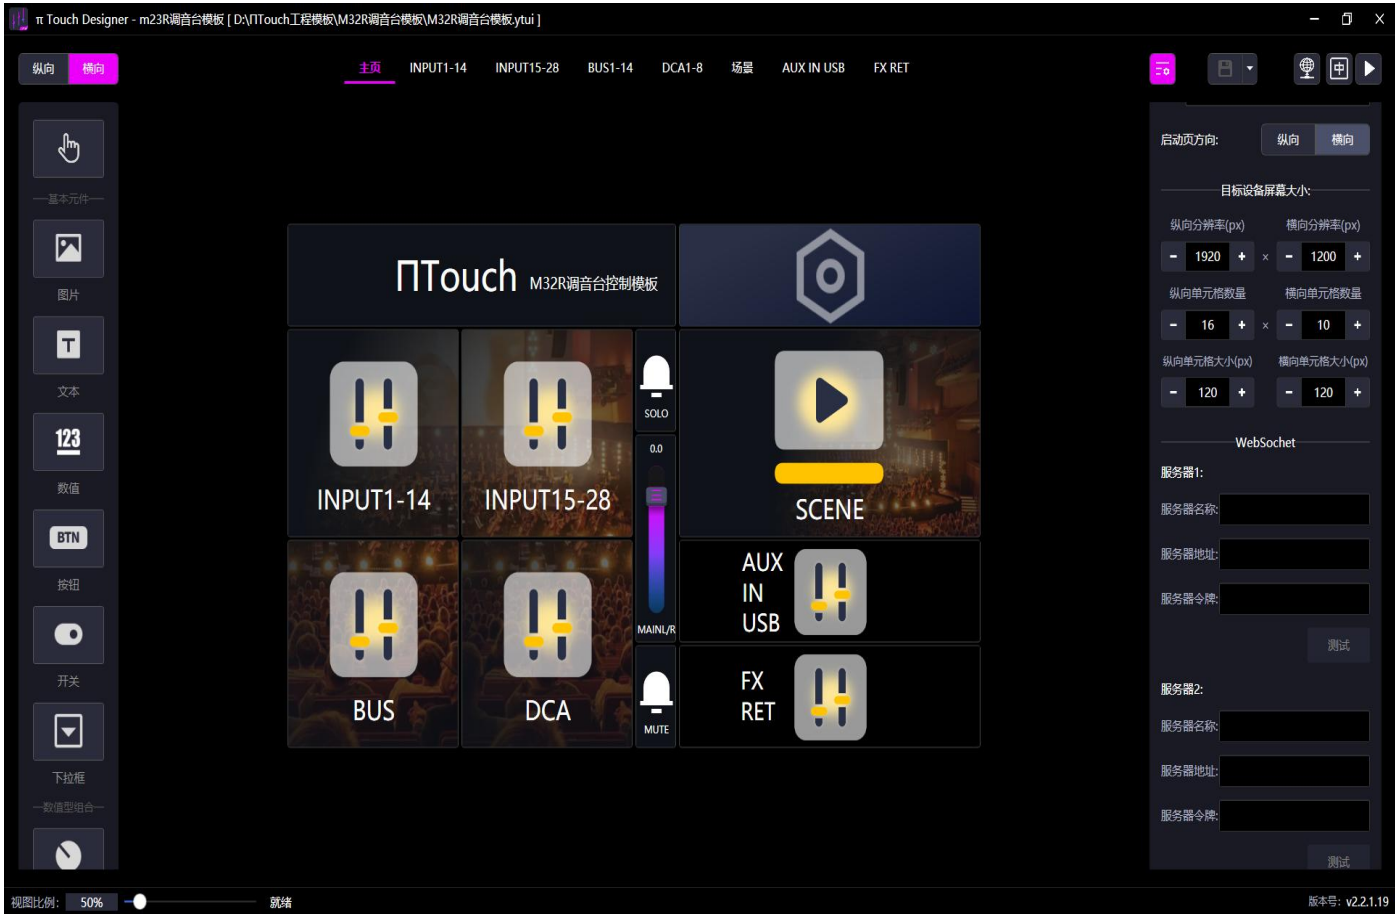 π Touch Designer - m23R调音台模板 [ D:\ΠTouch工程模板\M32R调音台模板\M32R调音台模板.ytui ]
纵向 横向
主页 INPUT1-14 INPUT15-28 BUS1-14 DCA1-8 场景 AUX IN USB FX RET
中
基本元件
图片
T
文本
123
数值
BTN
按钮
开关
下拉框
数值型组合
ΠTouch M32R调音台控制模板
INPUT1-14
INPUT15-28
SOLO
0.0
MAINL/R
MUTE
SCENE
BUS
DCA
AUX
IN
USB
FX
RET
启动页方向: 纵向 横向
目标设备屏幕大小:
纵向分辨率(px) 横向分辨率(px)
- 1920 + × - 1200 +
纵向单元格数量 横向单元格数量
- 16 + × - 10 +
纵向单元格大小(px) 横向单元格大小(px)
- 120 + - 120 +
WebSochet
服务器1:
服务器名称:
服务器地址:
服务器令牌:
测试
服务器2:
服务器名称:
服务器地址:
服务器令牌:
测试
视图比例: 50% 就绪
版本号: v2.2.1.19